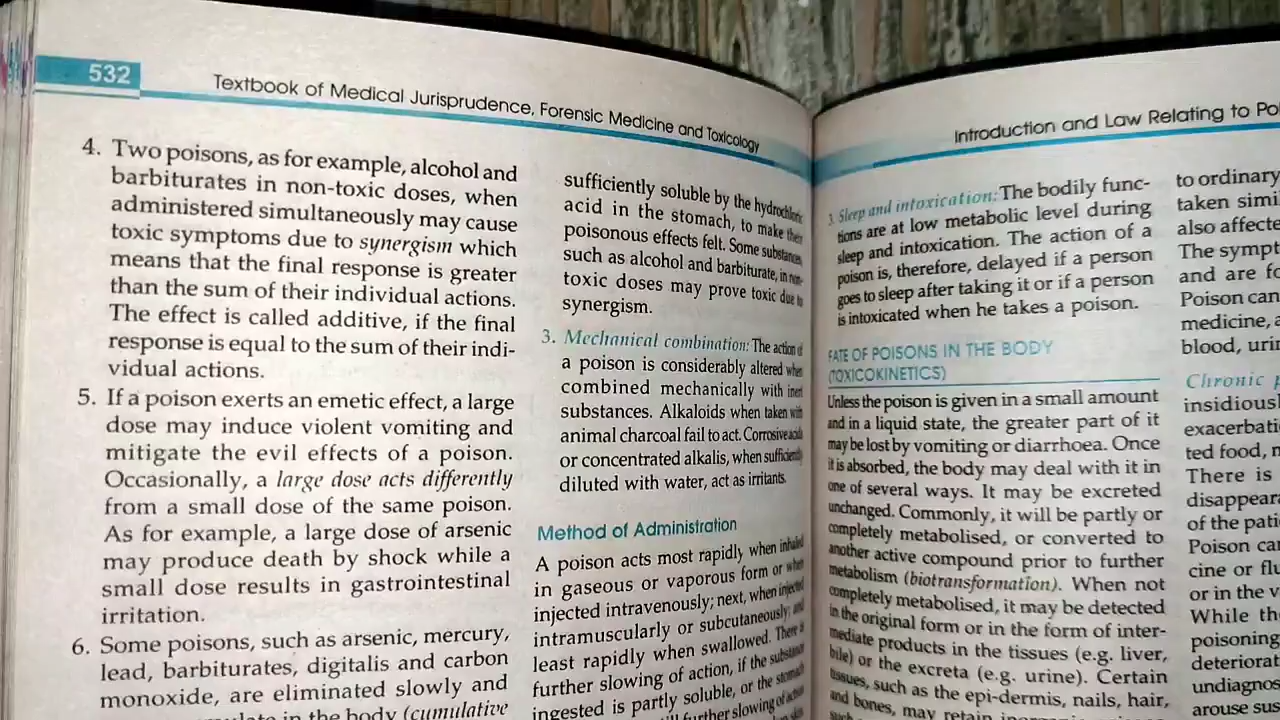 532
Textbook of Medical Jurisprudence, Forensic Medicine and Toxicology
4. Two poisons, as for example, alcohol and
barbiturates in non-toxic doses, when
administered simultaneously may cause
toxic symptoms due to synergism which
means that the final response is greater
than the sum of their individual actions.
The effect is called additive, if the final
response is equal to the sum of their indi-
vidual actions.
5. If a poison exerts an emetic effect, a large
dose may induce violent vomiting and
mitigate the evil effects of a poison.
Occasionally, a large dose acts differently
from a small dose of the same poison.
As for example, a large dose of arsenic
may produce death by shock while a
small dose results in gastrointestinal
irritation.
6. Some poisons, such as arsenic, mercury,
lead, barbiturates, digitalis and carbon
monoxide, are eliminated slowly and
in the body (cumulative
sufficiently soluble by the hydrochloric
acid in the stomach, to make their
poisonous effects felt. Some substances,
such as alcohol and barbiturate, in non-
toxic doses may prove toxic due to
synergism.
3. Mechanical combination: The action of
a poison is considerably altered when
combined mechanically with inert
substances. Alkaloids when taken with
animal charcoal fail to act. Corrosive acids
or concentrated alkalis, when sufficiently
diluted with water, act as irritants.
Method of Administration
A poison acts most rapidly when inhaled
in gaseous or vaporous form or when
injected intravenously; next, when injected
intramuscularly or subcutaneously; and
least rapidly when swallowed. There is
further slowing of action, if the substance
ingested is partly soluble, or the stomach
further slowing of action
Introduction and Law Relating to Po
3. Sleep and intoxication: The bodily func-
tions are at low metabolic level during
sleep and intoxication. The action of a
poison is, therefore, delayed if a person
goes to sleep after taking it or if a person
is intoxicated when he takes a poison.
FATE OF POISONS IN THE BODY
(TOXICOKINETICS)
Unless the poison is given in a small amount
and in a liquid state, the greater part of it
may be lost by vomiting or diarrhoea. Once
it is absorbed, the body may deal with it in
one of several ways. It may be excreted
unchanged. Commonly, it will be partly or
completely metabolised, or converted to
another active compound prior to further
metabolism (biotransformation). When not
completely metabolised, it may be detected
in the original form or in the form of inter-
mediate products in the tissues (e.g. liver,
bile) or the excreta (e.g. urine). Certain
tissues, such as the epi-dermis, nails, hair,
and bones, may retain
to ordinary
taken simi
also affecte
The sympt
and are fo
Poison can
medicine, a
blood, urin
Chronic p
insidiousl
exacerbati
ted food, m
There is
disappear
of the pati
Poison can
cine or flu
or in the v
While th
poisoning
deteriorat
undiagnos
arouse sus